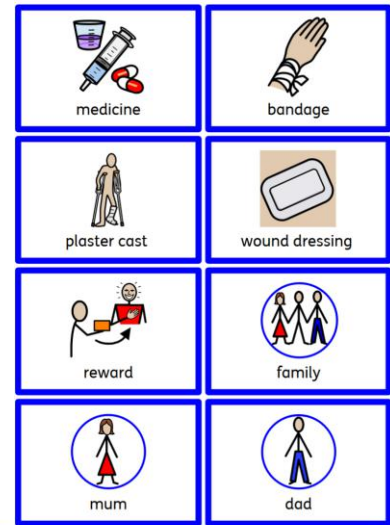 medicine
bandage
plaster cast
wound dressing
reward
family
mum
dad